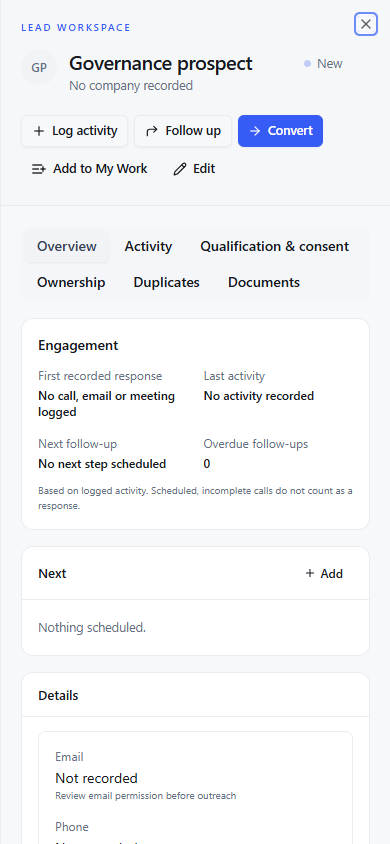 LEAD WORKSPACE
GP
Governance prospect
New
No company recorded
Log activity
Follow up
Convert
Add to My Work
Edit
Overview
Activity
Qualification & consent
Ownership
Duplicates
Documents
Engagement
First recorded response
Last activity
No call, email or meeting
logged
No activity recorded
Next follow-up
Overdue follow-ups
No next step scheduled
0
Based on logged activity. Scheduled, incomplete calls do not count as a
response.
Next
Add
Nothing scheduled.
Details
Email
Not recorded
Review email permission before outreach
Phone